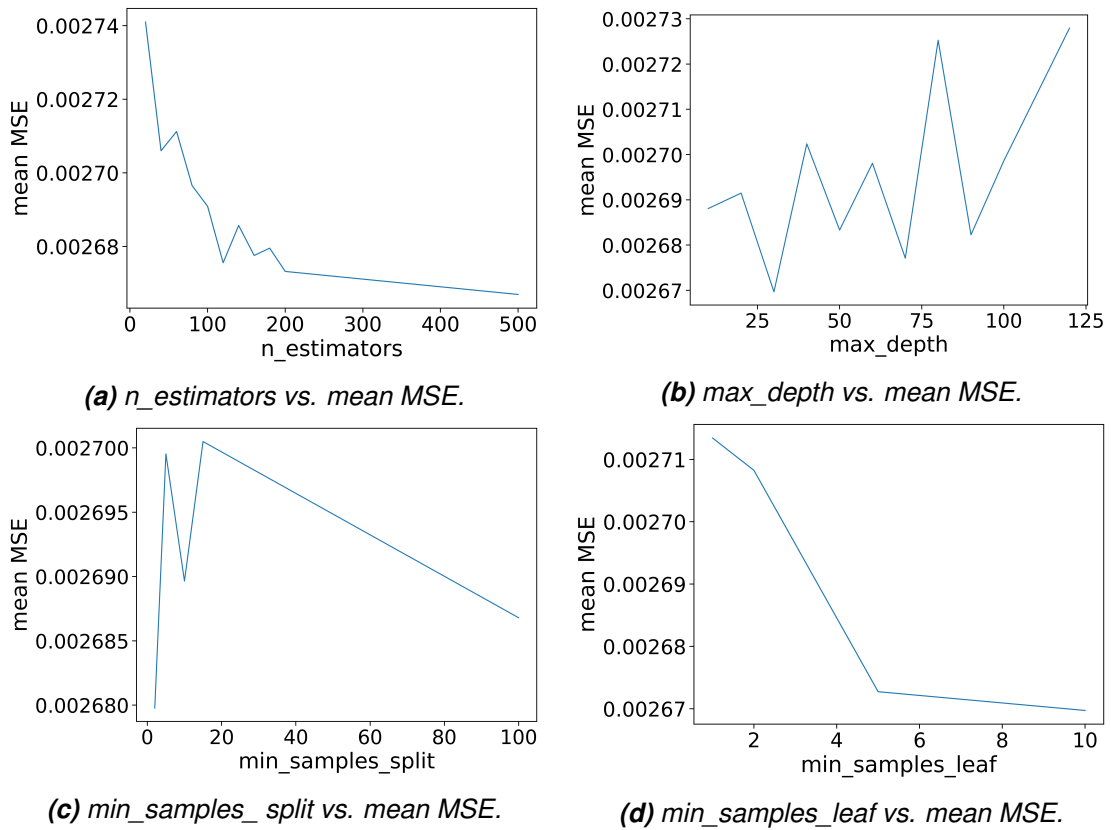 0.00274
0.00272
0.00270
0.00268
mean MSE
0 100 200 300 400 500
n_estimators
(a) n_estimators vs. mean MSE.
0.00273
0.00272
0.00271
0.00270
0.00269
0.00268
0.00267
mean MSE
25 50 75 100 125
max_depth
(b) max_depth vs. mean MSE.
0.002700
0.002695
0.002690
0.002685
0.002680
mean MSE
0 20 40 60 80 100
min_samples_split
(c) min_samples_ split vs. mean MSE.
0.00271
0.00270
0.00269
0.00268
0.00267
mean MSE
2 4 6 8 10
min_samples_leaf
(d) min_samples_leaf vs. mean MSE.